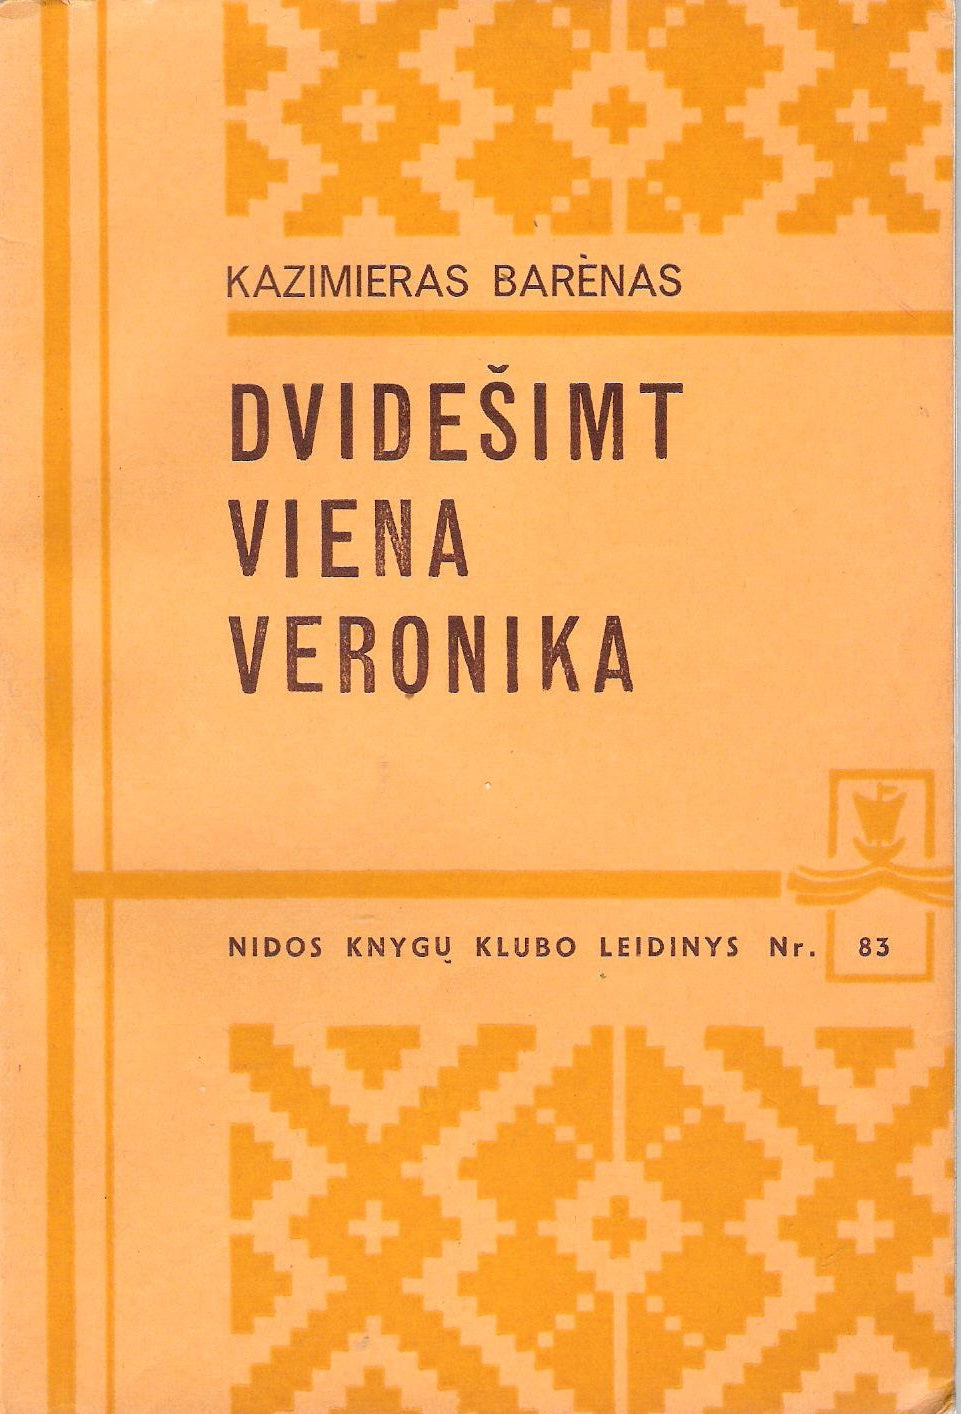 KAZIMIERAS BARĖNAS
DVIDEŠIMT
VIENA
VERONIKA
NIDOS KNYGŲ KLUBO LEIDINYS Nr. 83